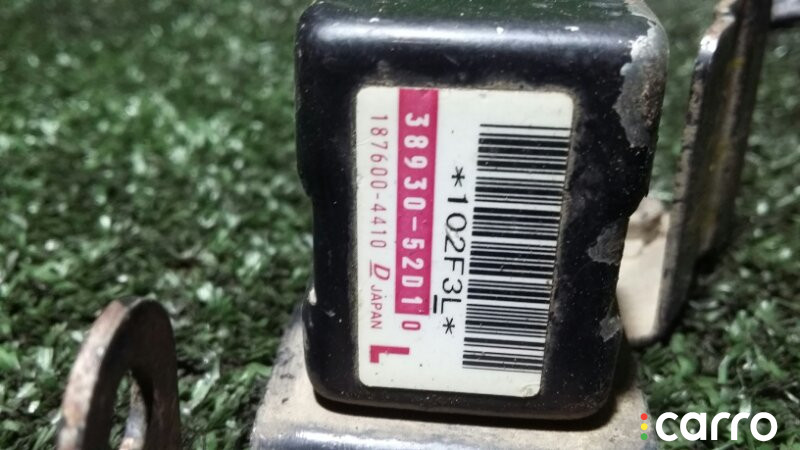 *102F3L*
38930-52D10
187600-4410 D JAPAN
L
carro